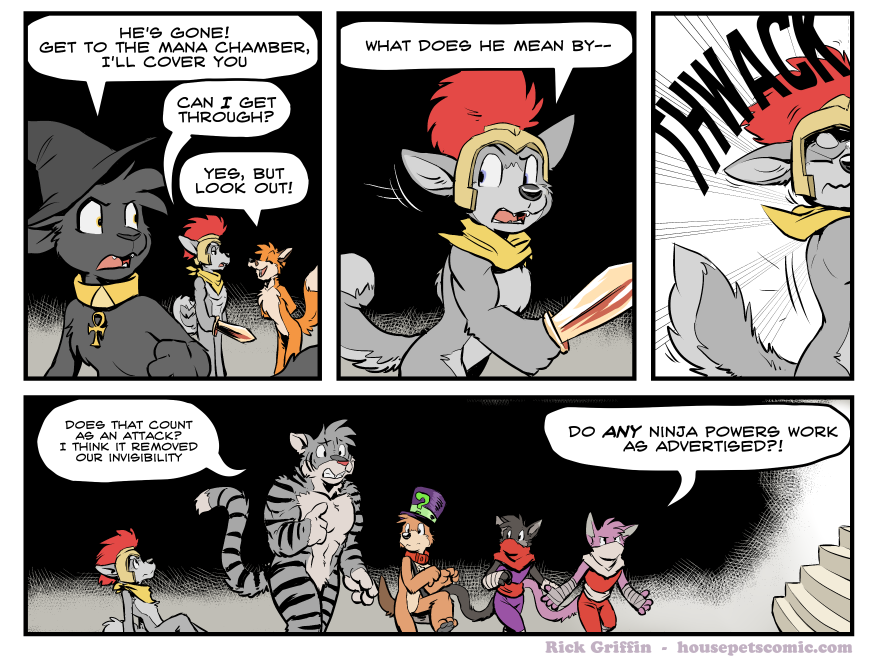 HE'S GONE!
GET TO THE MANA CHAMBER,
I'LL COVER YOU
CAN I GET
THROUGH?
YES, BUT
LOOK OUT!
WHAT DOES HE MEAN BY--
THWACK
DOES THAT COUNT
AS AN ATTACK?
I THINK IT REMOVED
OUR INVISIBILITY
?
DO ANY NINJA POWERS WORK
AS ADVERTISED?!
Rick Griffin - housepetscomic.com